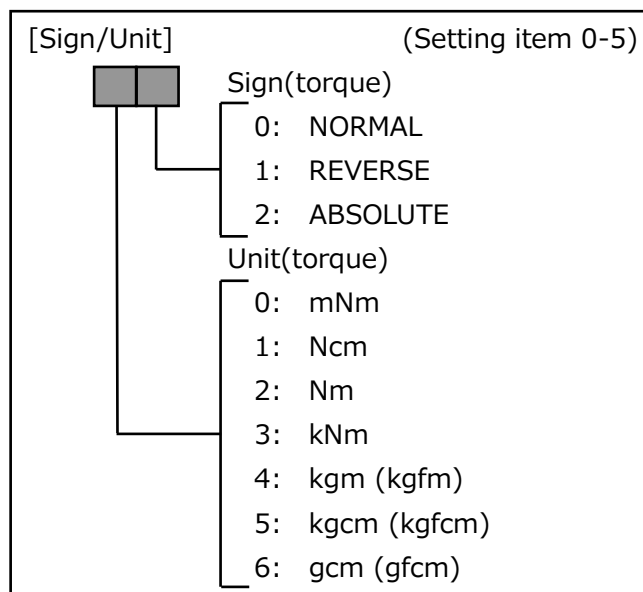 [Sign/Unit] (Setting item 0-5)
Sign(torque)
0: NORMAL
1: REVERSE
2: ABSOLUTE
Unit(torque)
0: mNm
1: Ncm
2: Nm
3: kNm
4: kgm (kgfm)
5: kgcm (kgfcm)
6: gcm (gfcm)